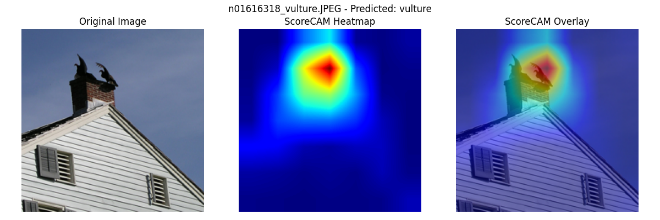 n01616318_vulture.JPEG - Predicted: vulture
Original Image
ScoreCAM Heatmap
ScoreCAM Overlay